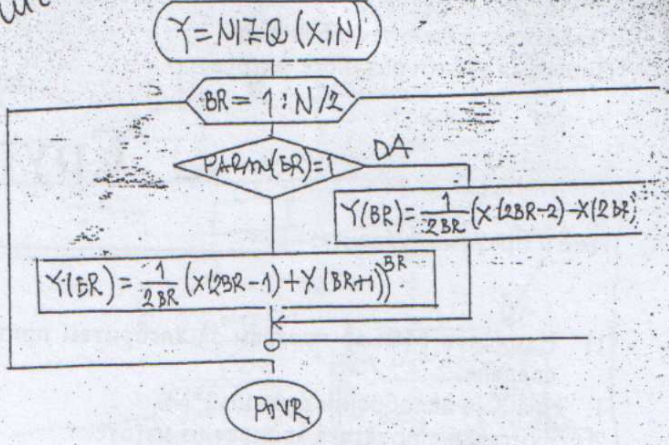 Y=NIZQ(X,N)
BR=1:N/2
PARAN(BR)=1
DA
Y(BR)=1/2BR(X(2BR-2)-X(2BR)
Y(BR)=1/2BR(X(2BR-1)+X(BR+1))^BR
POVR